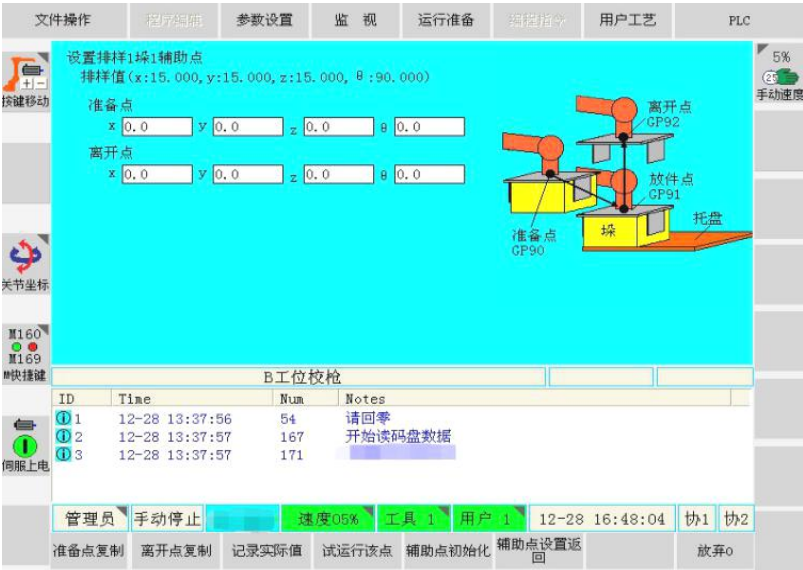 文件操作 程序编辑 参数设置 监 视 运行准备 编程指令 用户工艺 PLC
设置排样1垛1辅助点
排样值(x:15.000,y:15.000,z:15.000,θ:90.000)
准备点
x 0.0 y 0.0 z 0.0 θ 0.0
离开点
x 0.0 y 0.0 z 0.0 θ 0.0
离开点
GP92
放件点
GP91
托盘
垛
准备点
GP90
按键移动
关节坐标
M160
M169
M快捷键
伺服上电
5%
25
手动速度
B工位校枪
ID Time Num Notes
1 12-28 13:37:56 54 请回零
2 12-28 13:37:57 167 开始读码盘数据
3 12-28 13:37:57 171
管理员 手动停止 速度05% 工具 1 用户 1 12-28 16:48:04 协1 协2
准备点复制 离开点复制 记录实际值 试运行该点 辅助点初始化 辅助点设置返回 放弃0